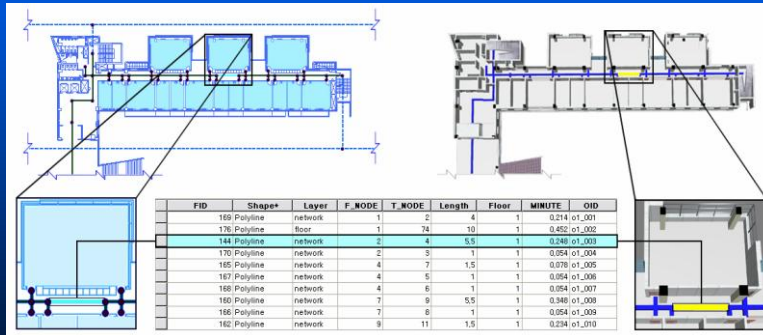 FID Shape* Layer F_NODE T_NODE Length Floor MINUTE OID
169 Polyline network 1 2 4 1 0,214 o1_001
176 Polyline floor 1 74 10 1 0,452 o1_002
144 Polyline network 2 4 5,5 1 0,248 o1_003
170 Polyline network 2 3 1 1 0,054 o1_004
165 Polyline network 4 7 1,5 1 0,078 o1_005
167 Polyline network 4 5 1 1 0,054 o1_006
168 Polyline network 4 6 1 1 0,054 o1_007
160 Polyline network 7 9 5,5 1 0,348 o1_008
166 Polyline network 7 8 1 1 0,054 o1_009
162 Polyline network 9 11 1,5 1 0,234 o1_010